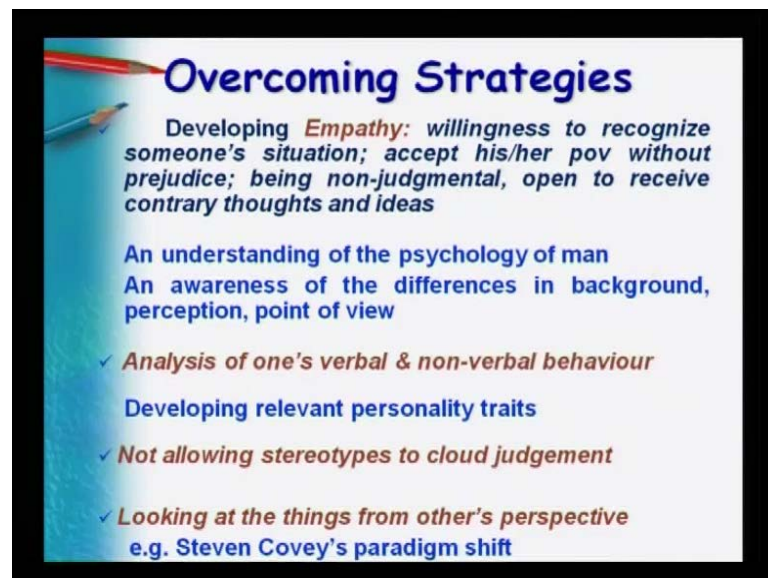 Overcoming Strategies
✓ Developing Empathy: willingness to recognize
someone's situation; accept his/her pov without
prejudice; being non-judgmental, open to receive
contrary thoughts and ideas
An understanding of the psychology of man
An awareness of the differences in background,
perception, point of view
✓ Analysis of one's verbal & non-verbal behaviour
Developing relevant personality traits
✓ Not allowing stereotypes to cloud judgement
✓ Looking at the things from other's perspective
e.g. Steven Covey's paradigm shift